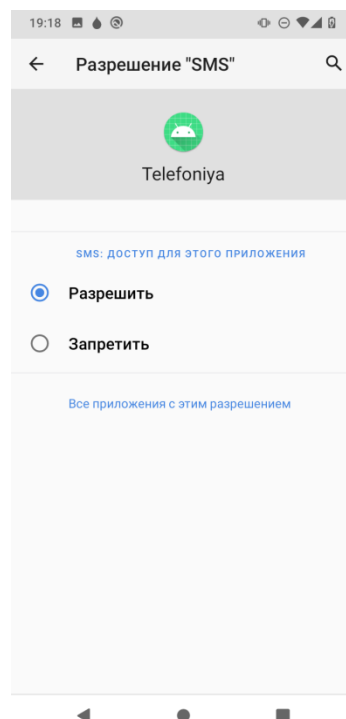 19:18
Разрешение "SMS"
Telefoniya
SMS: ДОСТУП ДЛЯ ЭТОГО ПРИЛОЖЕНИЯ
Разрешить
Запретить
Все приложения с этим разрешением